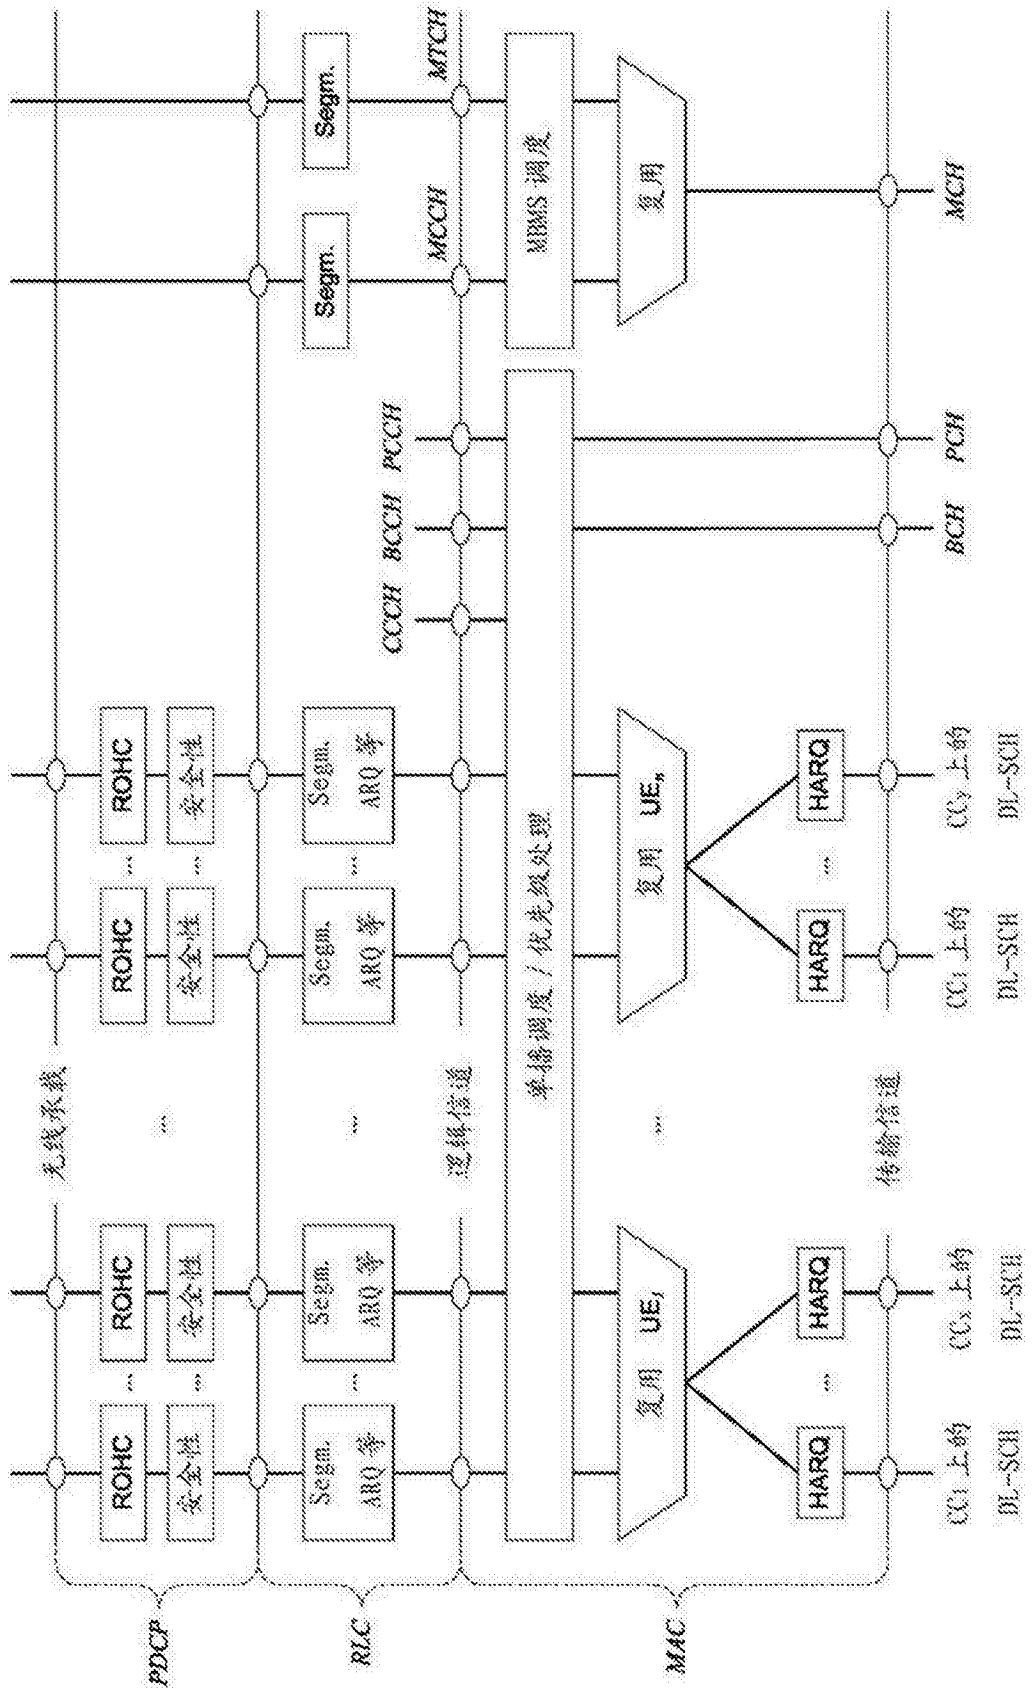 无线承载
PDCP
ROHC
...
ROHC
...
ROHC
...
ROHC
安全性
...
安全性
安全性
...
安全性
RLC
Segm.
ARQ 等
...
Segm.
ARQ 等
...
Segm.
ARQ 等
...
Segm.
ARQ 等
Segm.
Segm.
逻辑信道
CCCH
BCCH
PCCH
MCCH
MTCH
MAC
单播调度 / 优先级处理
MBMS 调度
复用 UE₁
...
复用 UEₙ
复用
HARQ
...
HARQ
HARQ
...
HARQ
传输信道
CC₁ 上的
DL-SCH
CCₓ 上的
DL-SCH
CC₁ 上的
DL-SCH
CCᵧ 上的
DL-SCH
BCH
PCH
MCH